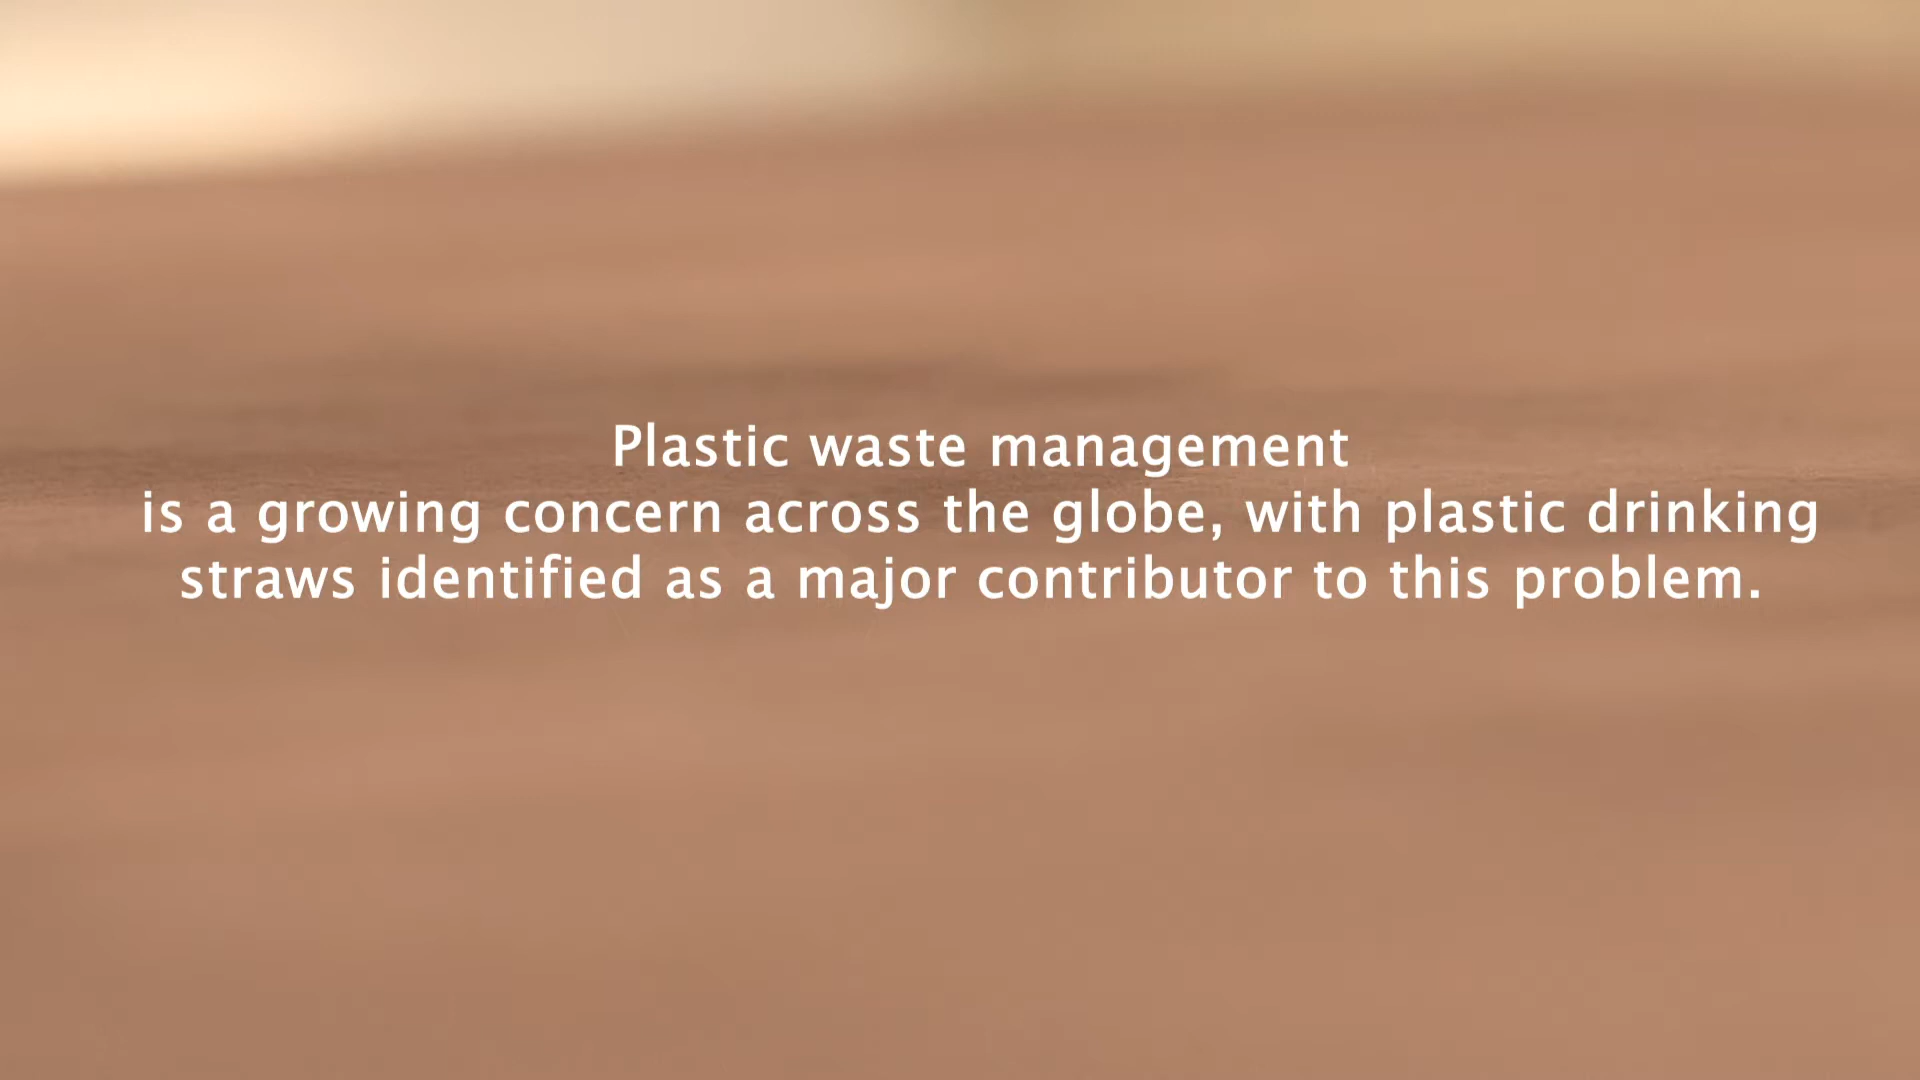 Plastic waste management
is a growing concern across the globe, with plastic drinking
straws identified as a major contributor to this problem.